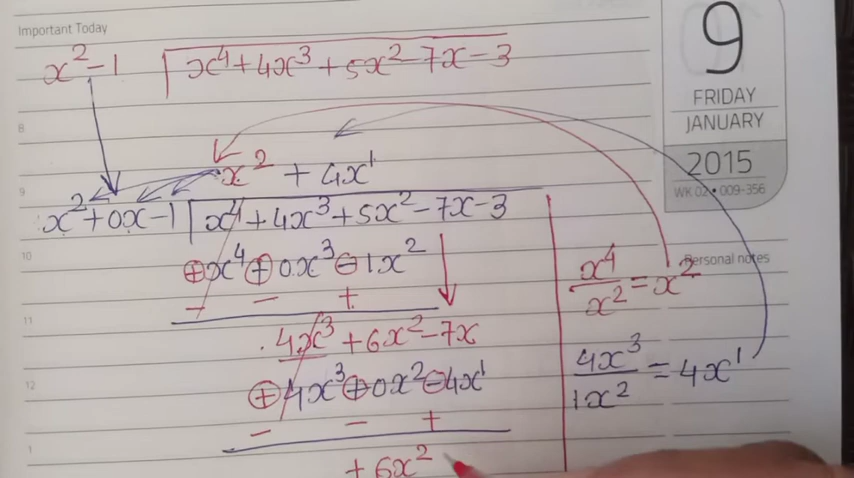 Important Today
x² - 1 x⁴ + 4x³ + 5x² - 7x - 3
9
FRIDAY
JANUARY
2015
WK 02 • 009-356
8
x² + 4x¹
9
x² + 0x - 1 x⁴ + 4x³ + 5x² - 7x - 3
10
⊕x⁴ ⊕ 0x³ ⊖ 1x²
- - +
11
4x³ + 6x² - 7x
12
⊕ 4x³ ⊕ 0x² ⊖ 4x¹
- - +
1
+ 6x²
Personal notes
x⁴/x² = x²
4x³/1x² = 4x¹